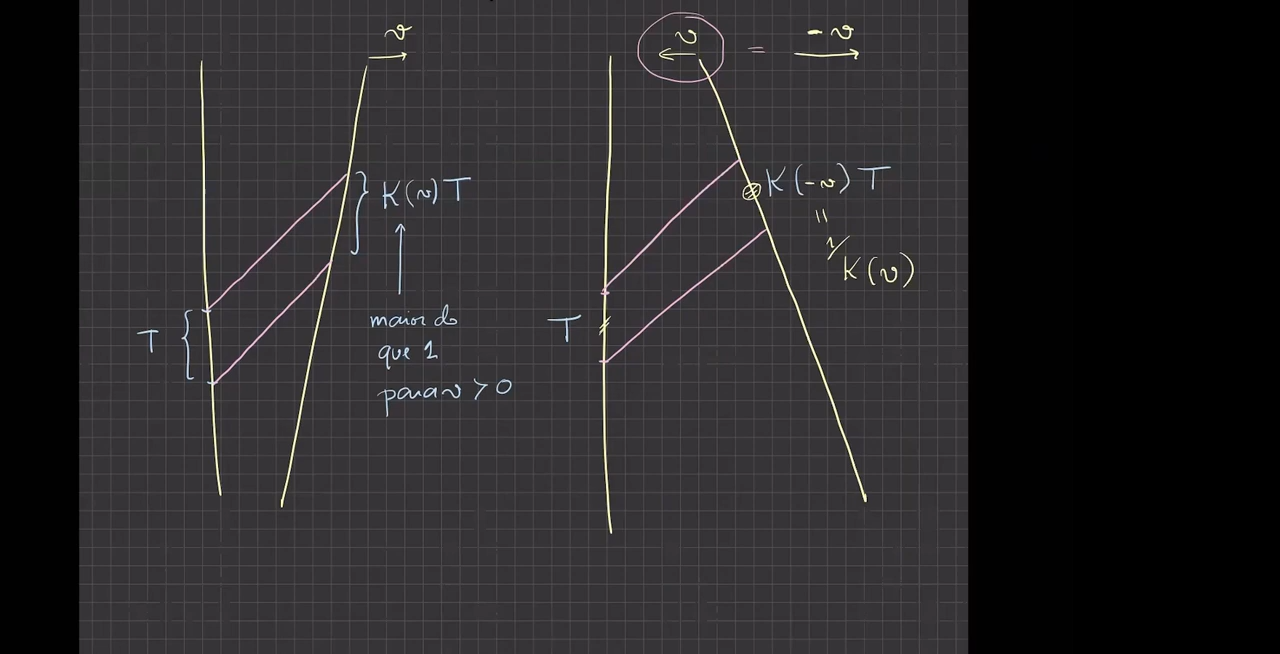 v
K(v) T
T
maior do
que 1
para v > 0
v = -v
K(-v) T
T
"
1/K(v)